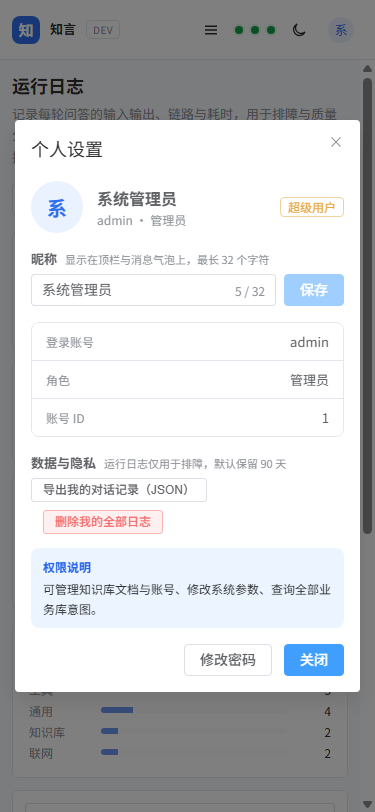 知 知言 DEV 系
运行日志
记录每轮问答的输入输出、链路与耗时，用于排障与质量
个人设置
系 系统管理员 超级用户
admin • 管理员
昵称 显示在顶栏与消息气泡上，最长 32 个字符
系统管理员 5 / 32 保存
登录账号 admin
角色 管理员
账号 ID 1
数据与隐私 运行日志仅用于排障，默认保留 90 天
导出我的对话记录（JSON）
删除我的全部日志
权限说明
可管理知识库文档与账号、修改系统参数、查询全部业
务库意图。
修改密码 关闭
通用 4
知识库 2
联网 2